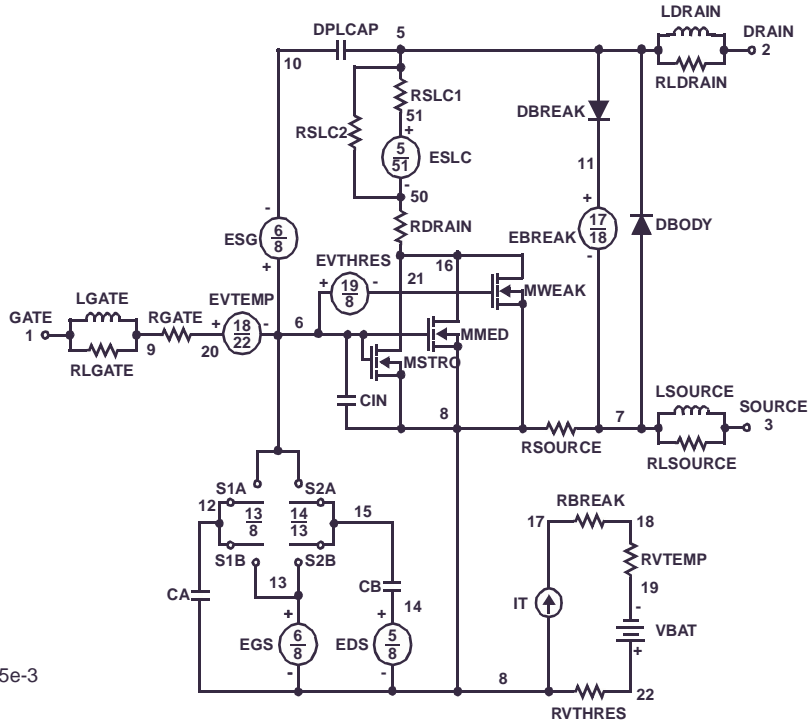 LDRAIN
DPLCAP 5 DRAIN
2
10
RLDRAIN
RSLC1
DBREAK
51
RSLC2
+
5
51
ESLC
-
11
50
-
+
17
18
DBODY
RDRAIN
6
8
ESG
EBREAK
EVTHRES
+
16
-
21
+ 19
8 -
MWEAK
LGATE
EVTEMP
GATE
1
RGATE
+ 18
22 -
6
MMED
9
20
MSTRO
RLGATE
LSOURCE
CIN
8
7
SOURCE
3
RSOURCE
RLSOURCE
S1A
S2A
12
13
8
14
13
15
RBREAK
17
18
S1B
S2B
RVTEMP
13
CB
CA
19
14
IT
-
+
+
VBAT
EGS
6
8
EDS
5
8
+
-
-
8
22
5e-3
RVTHRES